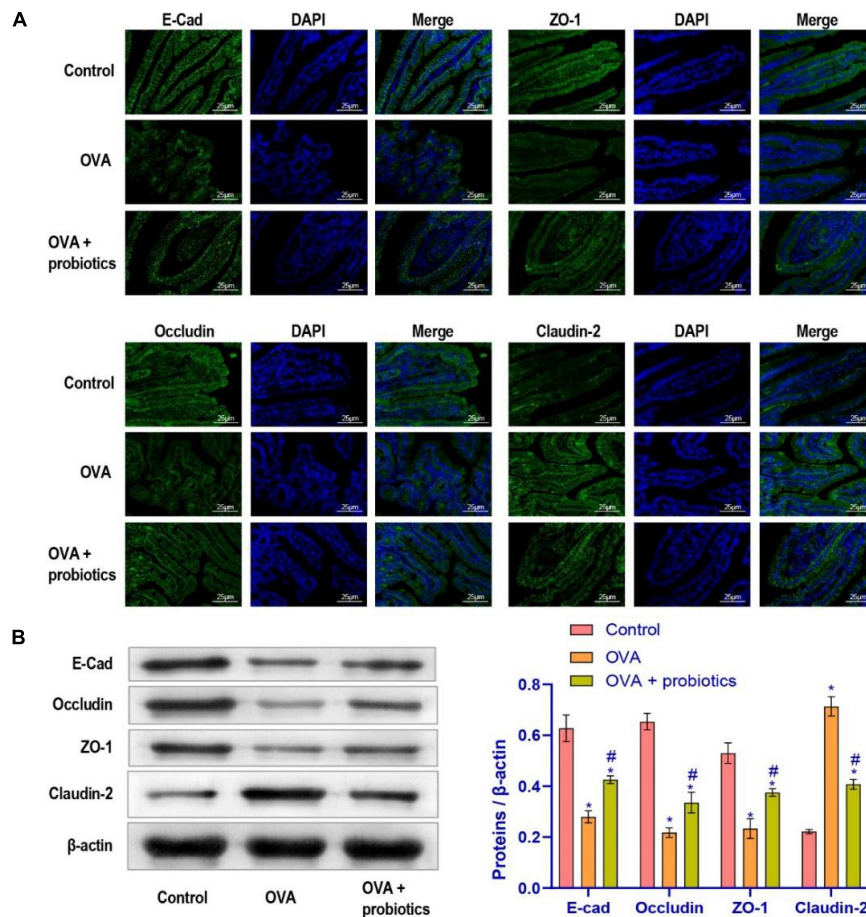 A
E-Cad DAPI Merge ZO-1 DAPI Merge
Control 25μm 25μm 25μm 25μm 25μm 25μm
OVA 25μm 25μm 25μm 25μm 25μm 25μm
OVA +
probiotics 25μm 25μm 25μm 25μm 25μm 25μm
Occludin DAPI Merge Claudin-2 DAPI Merge
Control 25μm 25μm 25μm 25μm 25μm 25μm
OVA 25μm 25μm 25μm 25μm 25μm 25μm
OVA +
probiotics 25μm 25μm 25μm 25μm 25μm 25μm
B
E-Cad
Occludin
ZO-1
Claudin-2
β-actin
Control OVA OVA +
probiotics
Control
OVA
OVA + probiotics
Proteins / β-actin
0.8
0.6
0.4
0.2
0.0
* # * * # * * # * * # *
E-cad Occludin ZO-1 Claudin-2